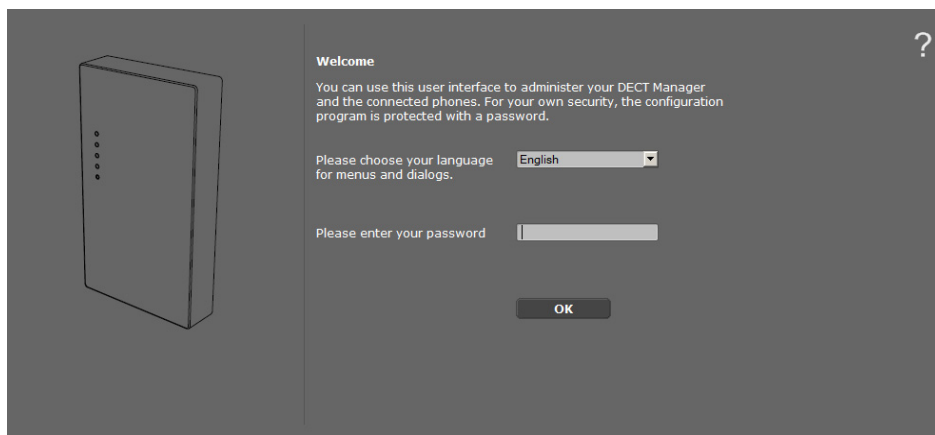 ?
Welcome
You can use this user interface to administer your DECT Manager
and the connected phones. For your own security, the configuration
program is protected with a password.
Please choose your language
for menus and dialogs.
English
Please enter your password
OK